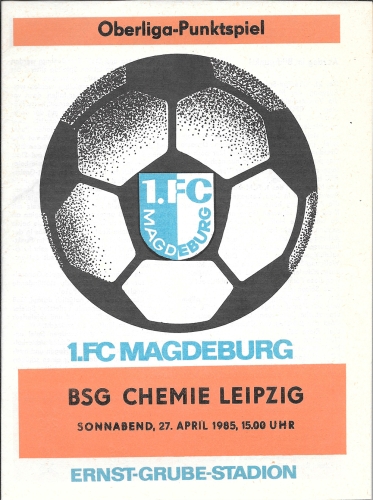 Oberliga-Punktspiel
1. FC
MAGDEBURG
1.FC MAGDEBURG
BSG CHEMIE LEIPZIG
SONNABEND, 27. APRIL 1985, 15.00 UHR
ERNST-GRUBE-STADION